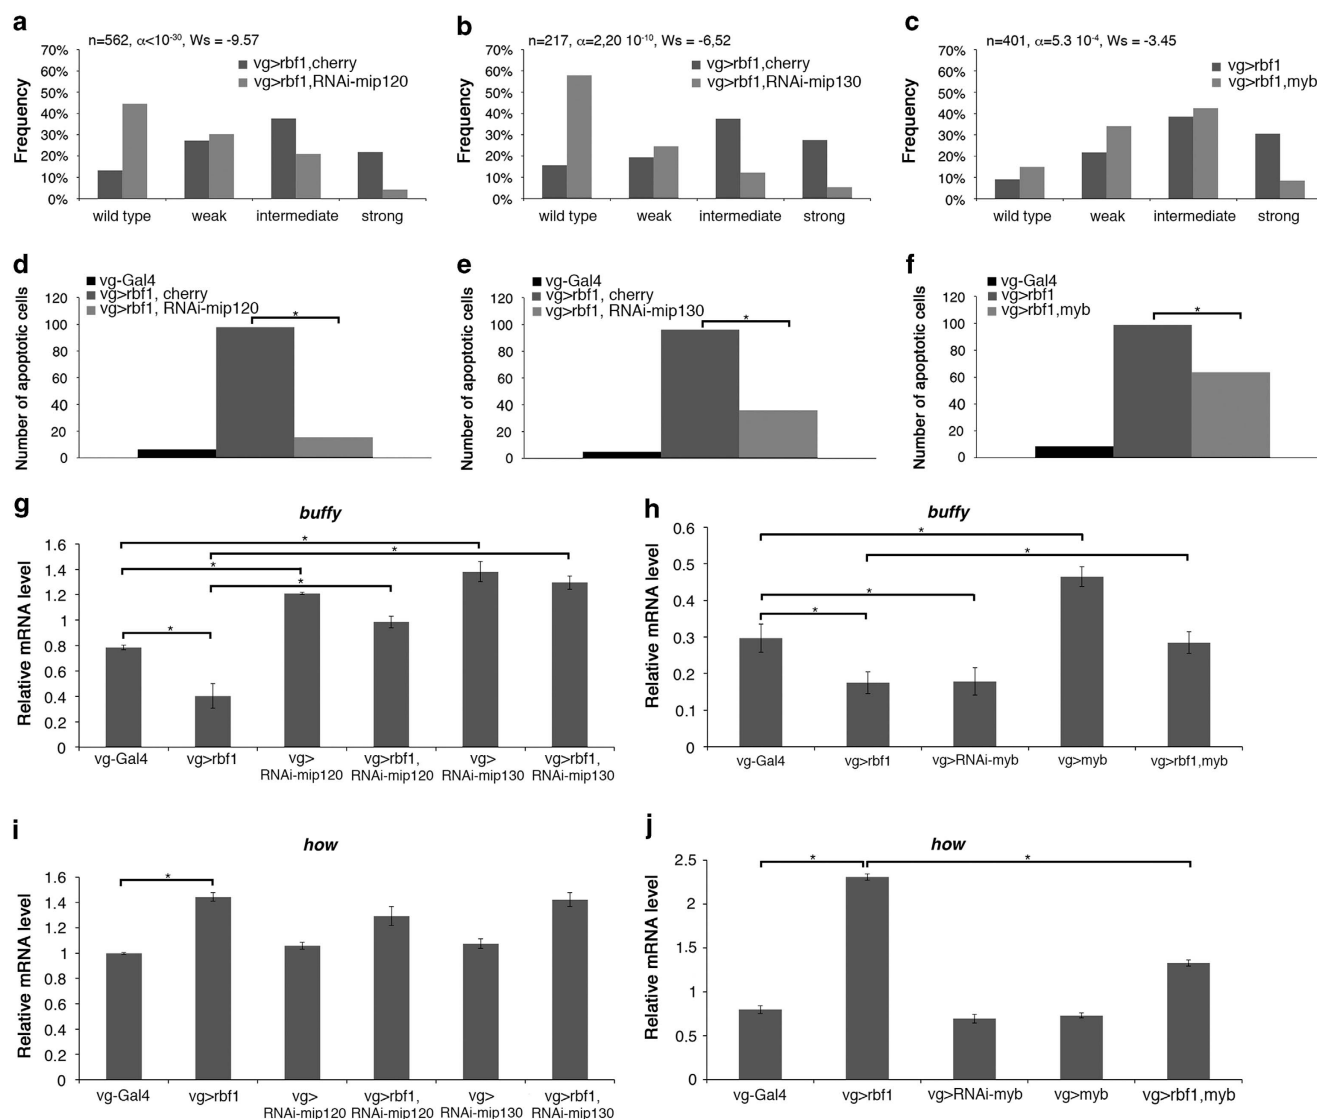 a
n=562, α<10-30, Ws = -9.57
70%
60%
50%
40%
30%
20%
10%
0%
Frequency
vg>rbf1,cherry
vg>rbf1,RNAi-mip120
wild type weak intermediate strong
b
n=217, α=2,20 10-10, Ws = -6,52
70%
60%
50%
40%
30%
20%
10%
0%
Frequency
vg>rbf1,cherry
vg>rbf1,RNAi-mip130
wild type weak intermediate strong
c
n=401, α=5.3 10-4, Ws = -3.45
70%
60%
50%
40%
30%
20%
10%
0%
Frequency
vg>rbf1
vg>rbf1,myb
wild type weak intermediate strong
d
vg-Gal4
vg>rbf1, cherry
vg>rbf1, RNAi-mip120
120
100
80
60
40
20
0
Number of apoptotic cells
*
e
vg-Gal4
vg>rbf1, cherry
vg>rbf1, RNAi-mip130
120
100
80
60
40
20
0
Number of apoptotic cells
*
f
vg-Gal4
vg>rbf1
vg>rbf1,myb
120
100
80
60
40
20
0
Number of apoptotic cells
*
g
buffy
1.6
1.4
1.2
1
0.8
0.6
0.4
0.2
0
Relative mRNA level
*
*
*
*
*
vg-Gal4 vg>rbf1 vg> vg>rbf1, vg> vg>rbf1,
RNAi-mip120 RNAi-mip120 RNAi-mip130 RNAi-mip130
h
buffy
0.6
0.5
0.4
0.3
0.2
0.1
0
Relative mRNA level
*
*
*
*
vg-Gal4 vg>rbf1 vg>RNAi-myb vg>myb vg>rbf1,myb
i
how
1.6
1.4
1.2
1
0.8
0.6
0.4
0.2
0
Relative mRNA level
*
vg-Gal4 vg>rbf1 vg> vg>rbf1, vg> vg>rbf1,
RNAi-mip120 RNAi-mip120 RNAi-mip130 RNAi-mip130
j
how
2.5
2
1.5
1
0.5
0
Relative mRNA level
* *
vg-Gal4 vg>rbf1 vg>RNAi-myb vg>myb vg>rbf1,myb